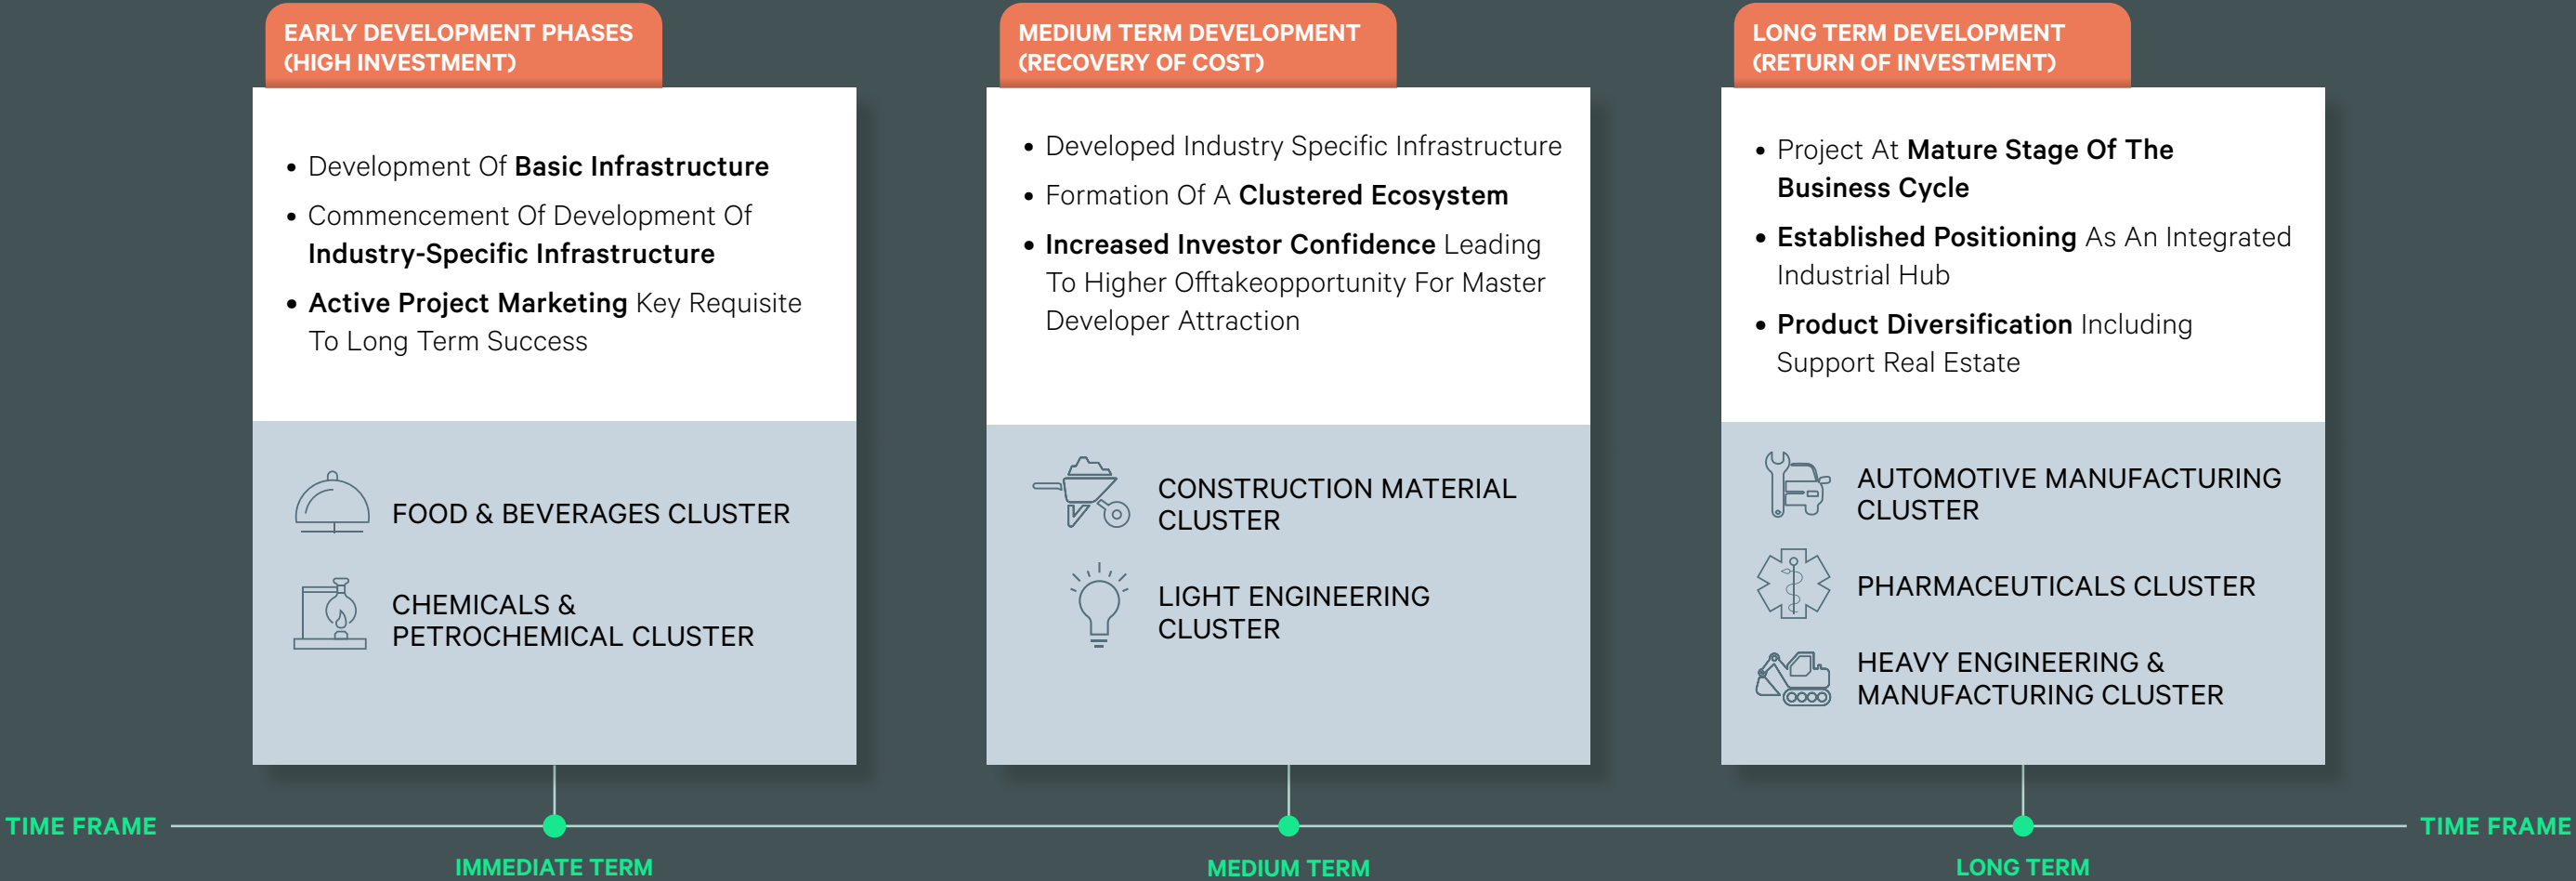 EARLY DEVELOPMENT PHASES
(HIGH INVESTMENT)
• Development Of Basic Infrastructure
• Commencement Of Development Of
Industry-Specific Infrastructure
• Active Project Marketing Key Requisite
To Long Term Success
FOOD & BEVERAGES CLUSTER
CHEMICALS &
PETROCHEMICAL CLUSTER
MEDIUM TERM DEVELOPMENT
(RECOVERY OF COST)
• Developed Industry Specific Infrastructure
• Formation Of A Clustered Ecosystem
• Increased Investor Confidence Leading
To Higher Offtakeopportunity For Master
Developer Attraction
CONSTRUCTION MATERIAL
CLUSTER
LIGHT ENGINEERING
CLUSTER
LONG TERM DEVELOPMENT
(RETURN OF INVESTMENT)
• Project At Mature Stage Of The
Business Cycle
• Established Positioning As An Integrated
Industrial Hub
• Product Diversification Including
Support Real Estate
AUTOMOTIVE MANUFACTURING
CLUSTER
PHARMACEUTICALS CLUSTER
HEAVY ENGINEERING &
MANUFACTURING CLUSTER
TIME FRAME
TIME FRAME
IMMEDIATE TERM
MEDIUM TERM
LONG TERM